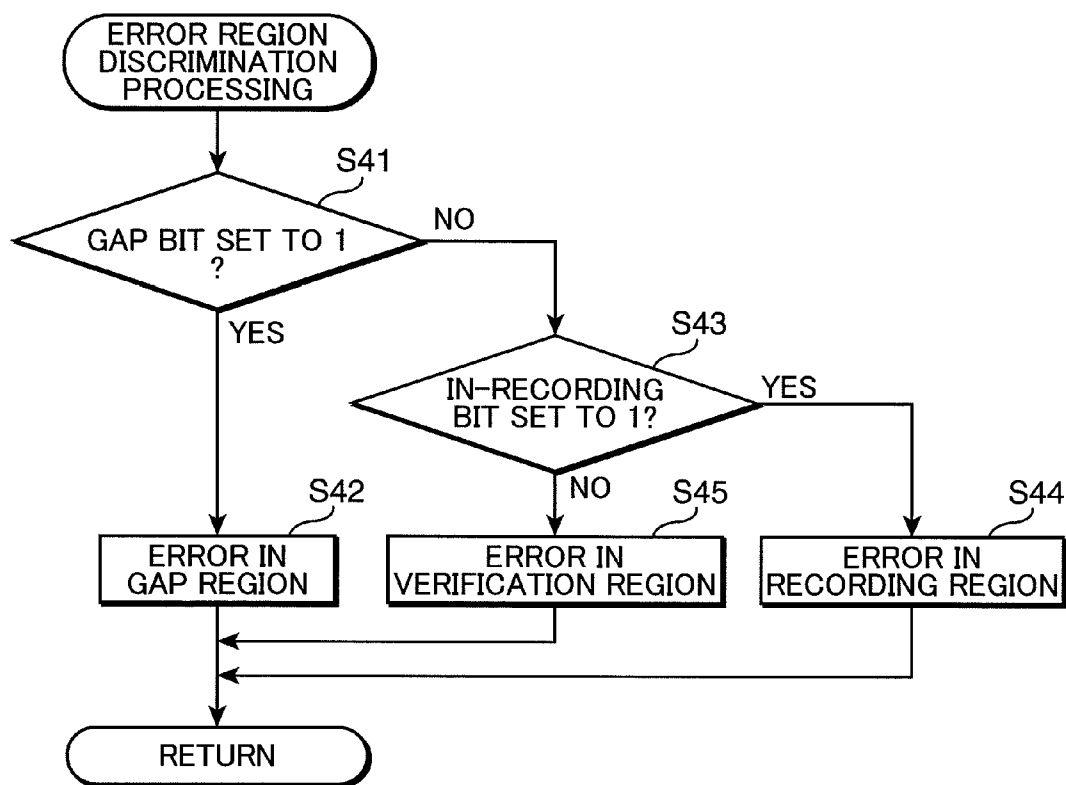 ERROR REGION
DISCRIMINATION
PROCESSING
S41
GAP BIT SET TO 1
?
NO
YES
S43
IN-RECORDING
BIT SET TO 1?
YES
NO
S42
ERROR IN
GAP REGION
S45
ERROR IN
VERIFICATION REGION
S44
ERROR IN
RECORDING REGION
RETURN